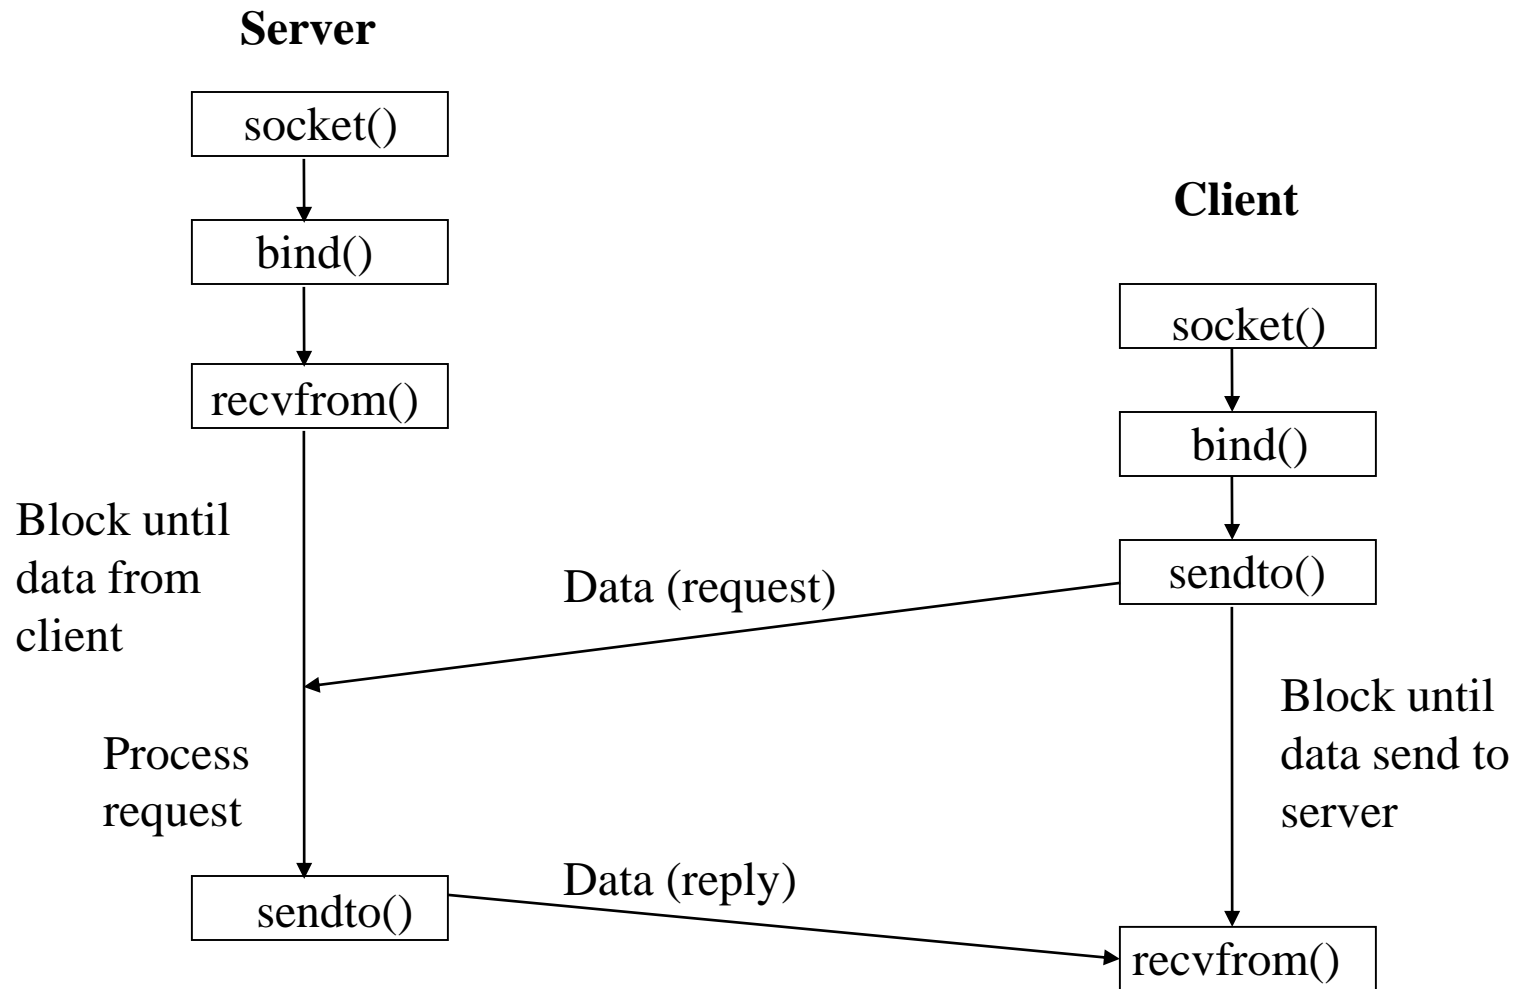 Server
socket()
bind()
recvfrom()
Block until
data from
client
Process
request
sendto()
Data (request)
Data (reply)
Client
socket()
bind()
sendto()
Block until
data send to
server
recvfrom()